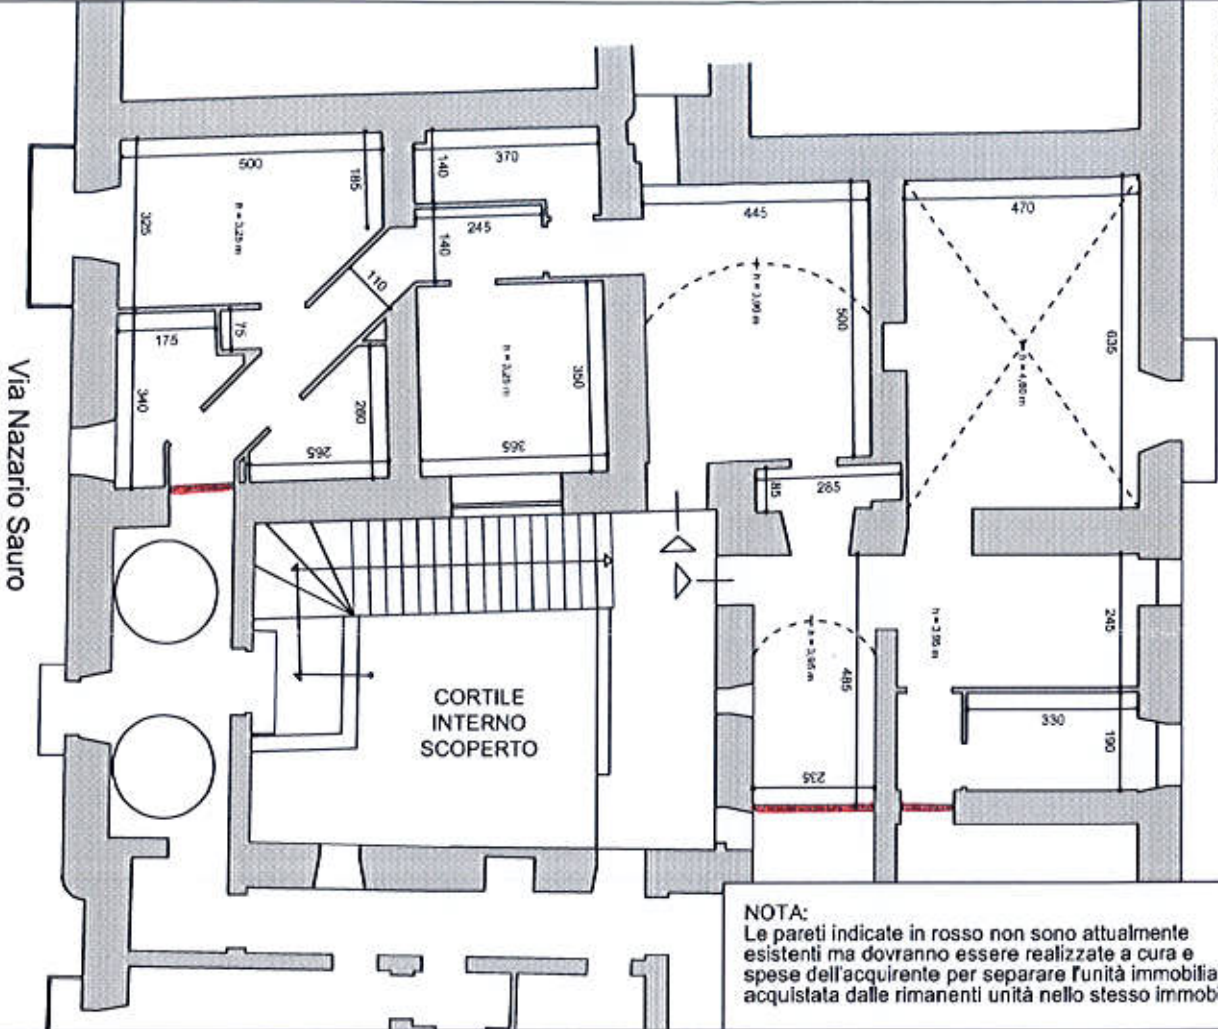 500
185
325
h = 3,25 m
370
140
245
140
110
445
h = 3,90 m
500
470
635
h = 4,80 m
175
75
340
260
265
h = 3,25 m
350
365
85
285
Via Nazario Sauro
245
h = 3,95 m
h = 3,95 m
485
330
190
235
CORTILE
INTERNO
SCOPERTO
NOTA:
Le pareti indicate in rosso non sono attualmente
esistenti ma dovranno essere realizzate a cura e
spese dell'acquirente per separare l'unità immobilia
acquistata dalle rimanenti unità nello stesso immob